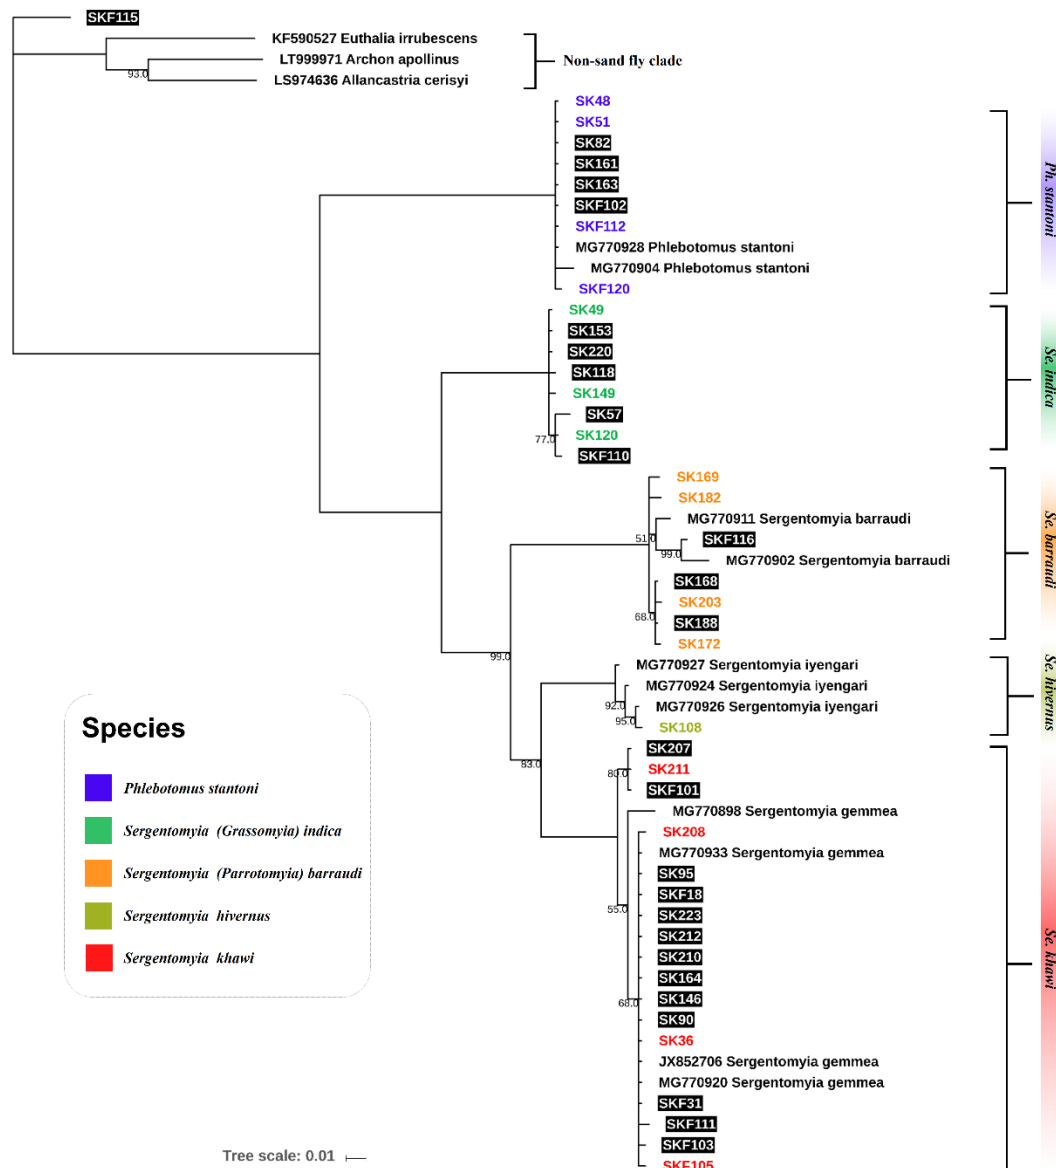 SKF115
KF590527 Euthalia irrubescens
LT999971 Archon apollinus
93.0
LS974636 Allancastria cerisyi
Non-sand fly clade
SK48
SK51
SK82
SK161
SK163
SKF102
SKF112
MG770928 Phlebotomus stantoni
MG770904 Phlebotomus stantoni
SKF120
Ph. stantoni
SK49
SK153
SK220
SK118
SK149
SK57
77.0
SK120
SKF110
Se. indica
SK169
SK182
MG770911 Sergentomyia barraudi
51.0
SKF116
99.0
MG770902 Sergentomyia barraudi
SK168
SK203
68.0
SK188
SK172
Se. barraudi
99.0
MG770927 Sergentomyia iyengari
MG770924 Sergentomyia iyengari
92.0
MG770926 Sergentomyia iyengari
95.0
SK108
Se. hivernus
83.0
SK207
80.0
SK211
SKF101
MG770898 Sergentomyia gemmea
SK208
MG770933 Sergentomyia gemmea
SK95
SKF18
55.0
SK223
SK212
SK210
SK164
68.0
SK146
SK90
SK36
JX852706 Sergentomyia gemmea
MG770920 Sergentomyia gemmea
SKF31
SKF111
SKF103
SKF105
Se. khawi
Species
Phlebotomus stantoni
Sergentomyia (Grassomyia) indica
Sergentomyia (Parrotomyia) barraudi
Sergentomyia hivernus
Sergentomyia khawi
Tree scale: 0.01